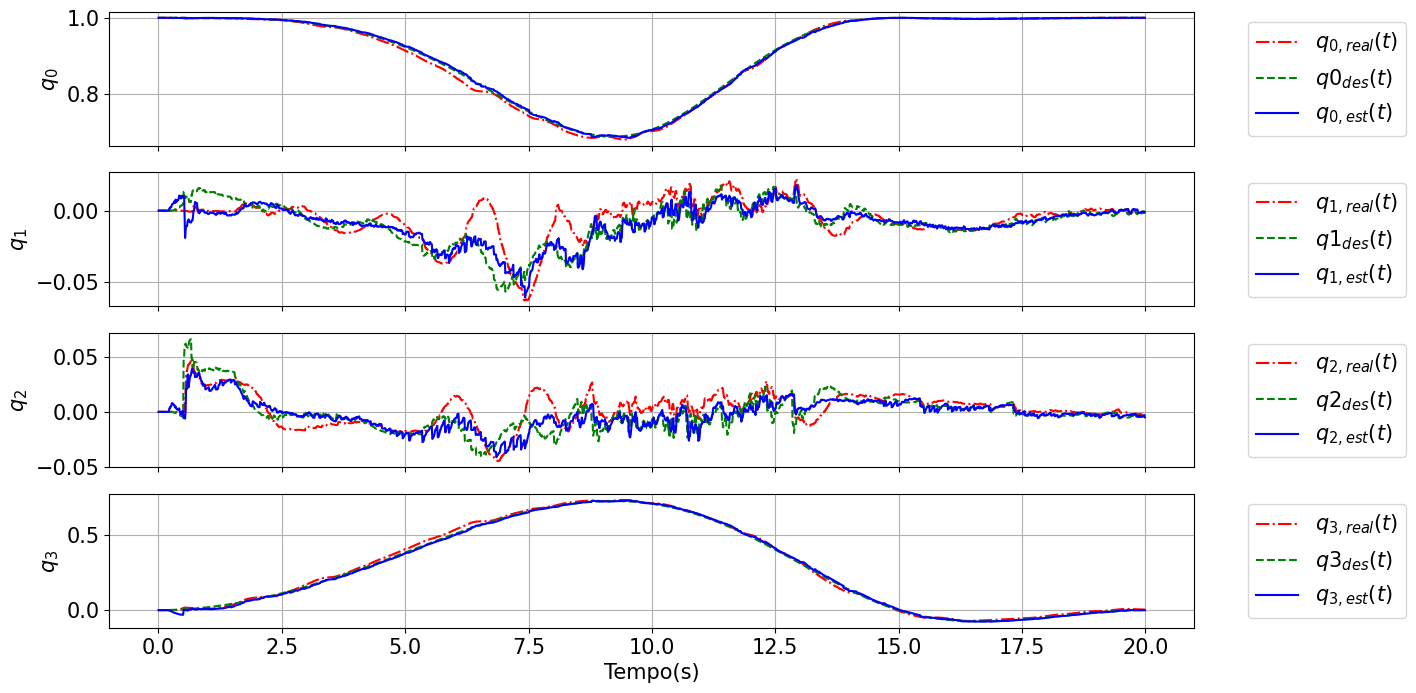 1.0
0.8
q0
q0,real(t)
q0des(t)
q0,est(t)
0.00
−0.05
q1
q1,real(t)
q1des(t)
q1,est(t)
0.05
0.00
−0.05
q2
q2,real(t)
q2des(t)
q2,est(t)
0.5
0.0
q3
q3,real(t)
q3des(t)
q3,est(t)
0.0 2.5 5.0 7.5 10.0 12.5 15.0 17.5 20.0
Tempo(s)